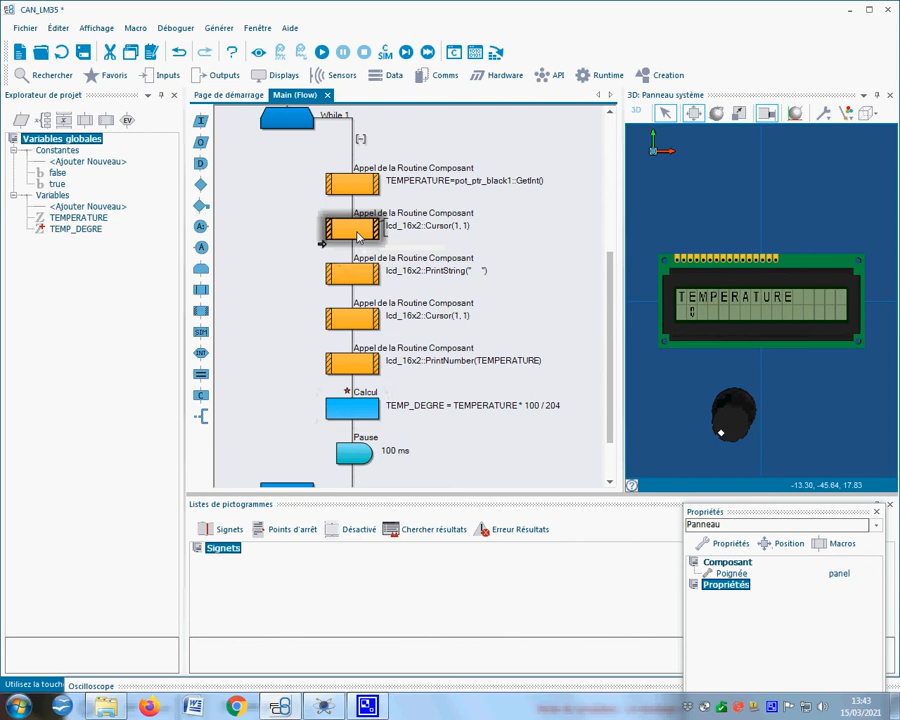 CAN_LM35 *
Fichier Éditer Affichage Macro Déboguer Générer Fenêtre Aide
C SIM
Rechercher Favoris Inputs Outputs Displays Sensors Data Comms Hardware API Runtime Creation
Explorateur de projet
Page de démarrage Main (Flow)
3D: Panneau système
3D
Variables globales
Constantes
<Ajouter Nouveau>
false
true
Variables
<Ajouter Nouveau>
TEMPERATURE
TEMP_DEGRE
While 1
Appel de la Routine Composant
TEMPERATURE=pot_ptr_black1::GetInt()
Appel de la Routine Composant
lcd_16x2::Cursor(1, 1)
Appel de la Routine Composant
lcd_16x2::PrintString("    ")
Appel de la Routine Composant
lcd_16x2::Cursor(1, 1)
Appel de la Routine Composant
lcd_16x2::PrintNumber(TEMPERATURE)
Calcul
TEMP_DEGRE = TEMPERATURE * 100 / 204
Pause
100 ms
TEMPERATURE
-13.30, -45.64, 17.83
Listes de pictogrammes
Signets Points d'arrêt Désactivé Chercher résultats Erreur Résultats
Signets
Propriétés
Panneau
Propriétés Position Macros
Composant
Poignée panel
Propriétés
Utilisez la touche
Oscilloscope
13:43
15/03/2021